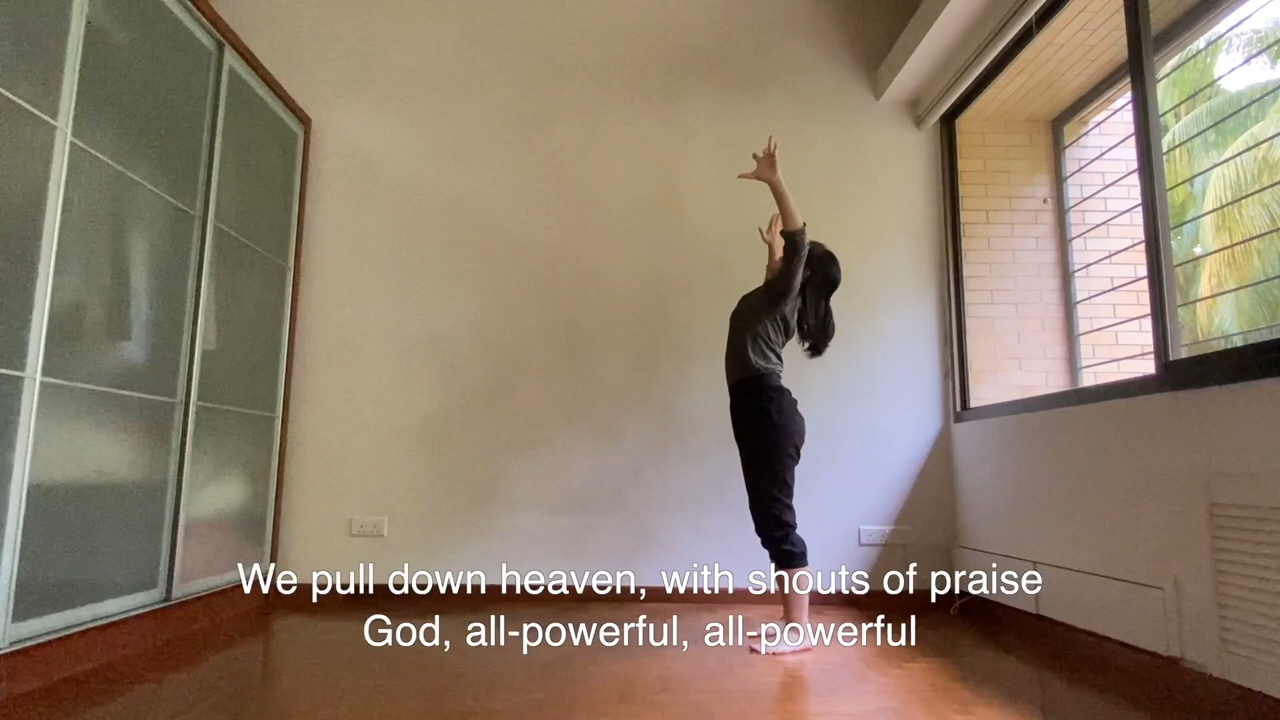 We pull down heaven, with shouts of praise
God, all-powerful, all-powerful